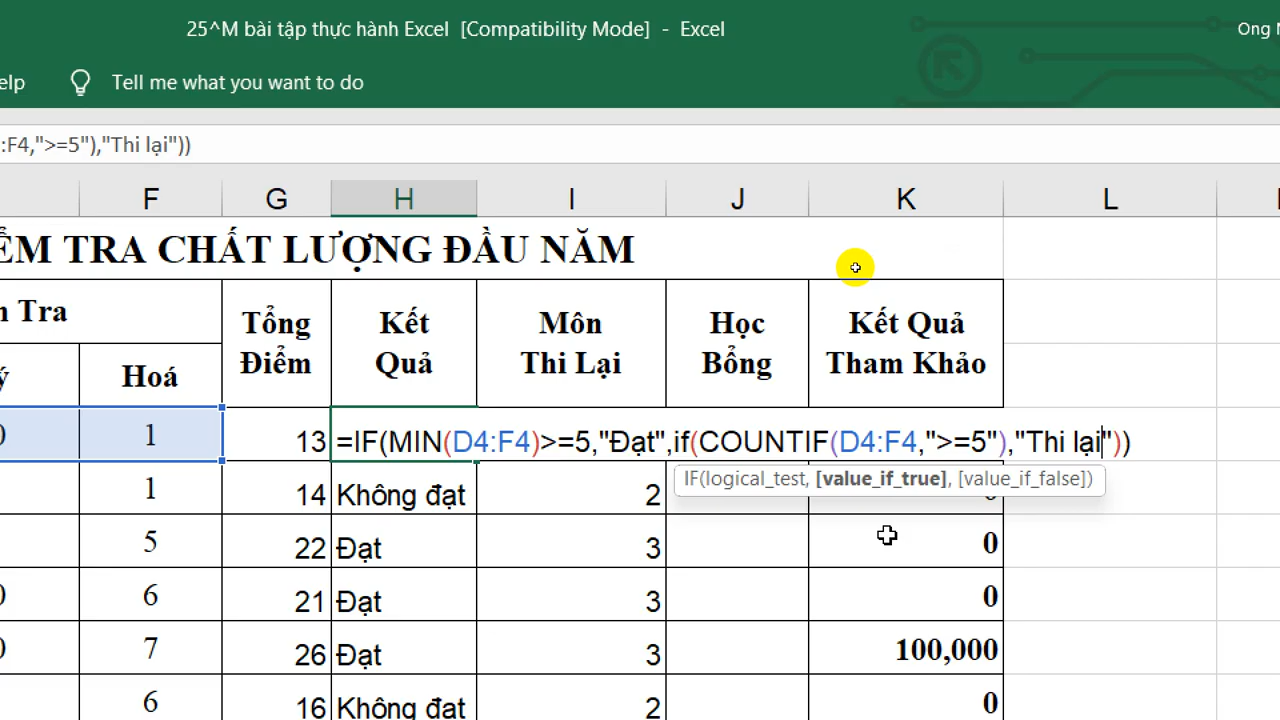 25^M bài tập thực hành Excel [Compatibility Mode] - Excel
Ong
elp
Tell me what you want to do
:F4,">=5"),"Thi lại"))
F G H I J K L
ỂM TRA CHẤT LƯỢNG ĐẦU NĂM
n Tra
Tổng Điểm
Kết Quả
Môn Thi Lại
Học Bổng
Kết Quả Tham Khảo
ý
Hoá
0 1 13 =IF(MIN(D4:F4)>=5,"Đạt",if(COUNTIF(D4:F4,">=5"),"Thi lại"))
IF(logical_test, [value_if_true], [value_if_false])
1 14 Không đạt 2
5 22 Đạt 3 0
0 6 21 Đạt 3 0
0 7 26 Đạt 3 100,000
6 16 Không đạt 2 0